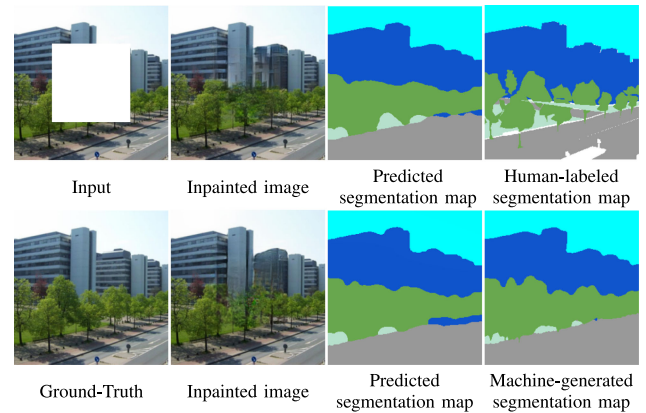 Input
Inpainted image
Predicted
segmentation map
Human-labeled
segmentation map
Ground-Truth
Inpainted image
Predicted
segmentation map
Machine-generated
segmentation map